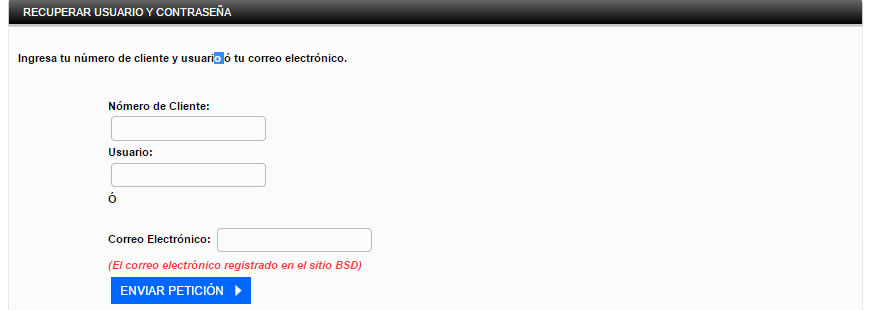 RECUPERAR USUARIO Y CONTRASEÑA
Ingresa tu número de cliente y usuario ó tu correo electrónico.
Nómero de Cliente:
Usuario:
Ó
Correo Electrónico:
(El correo electrónico registrado en el sitio BSD)
ENVIAR PETICIÓN